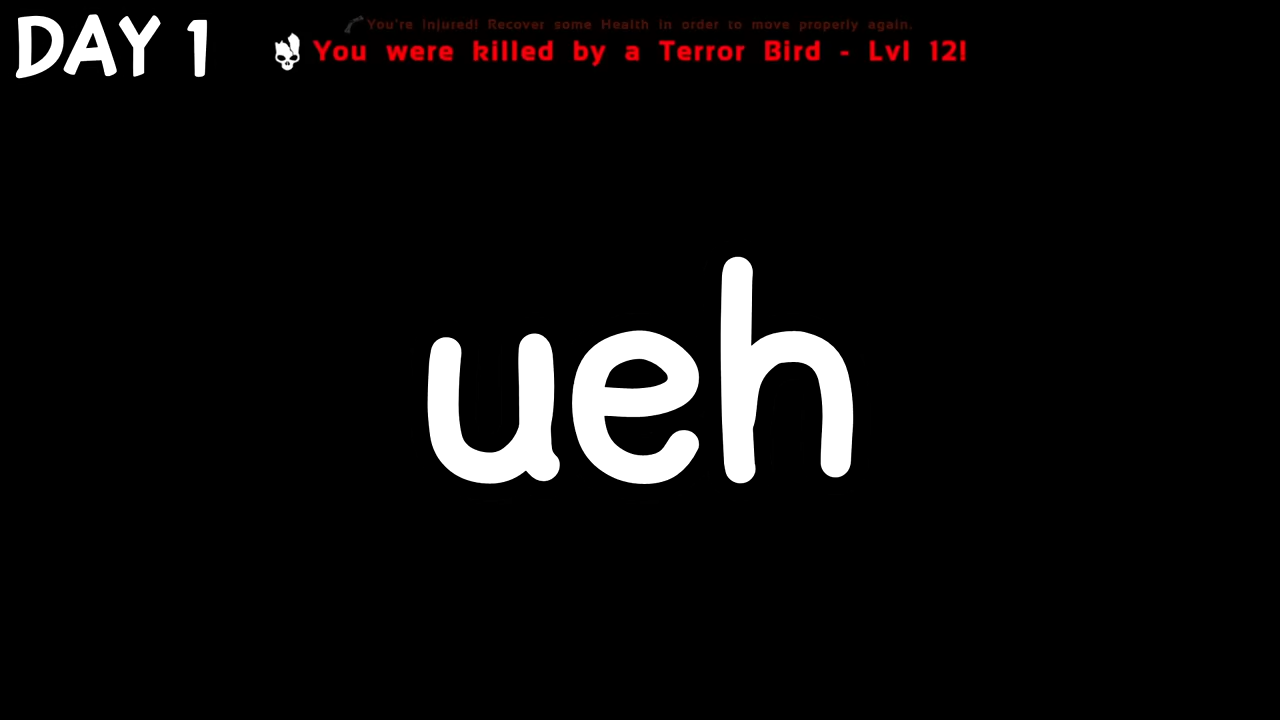 DAY 1
You're Injured! Recover some Health in order to move properly again.
You were killed by a Terror Bird - Lvl 12!
ueh